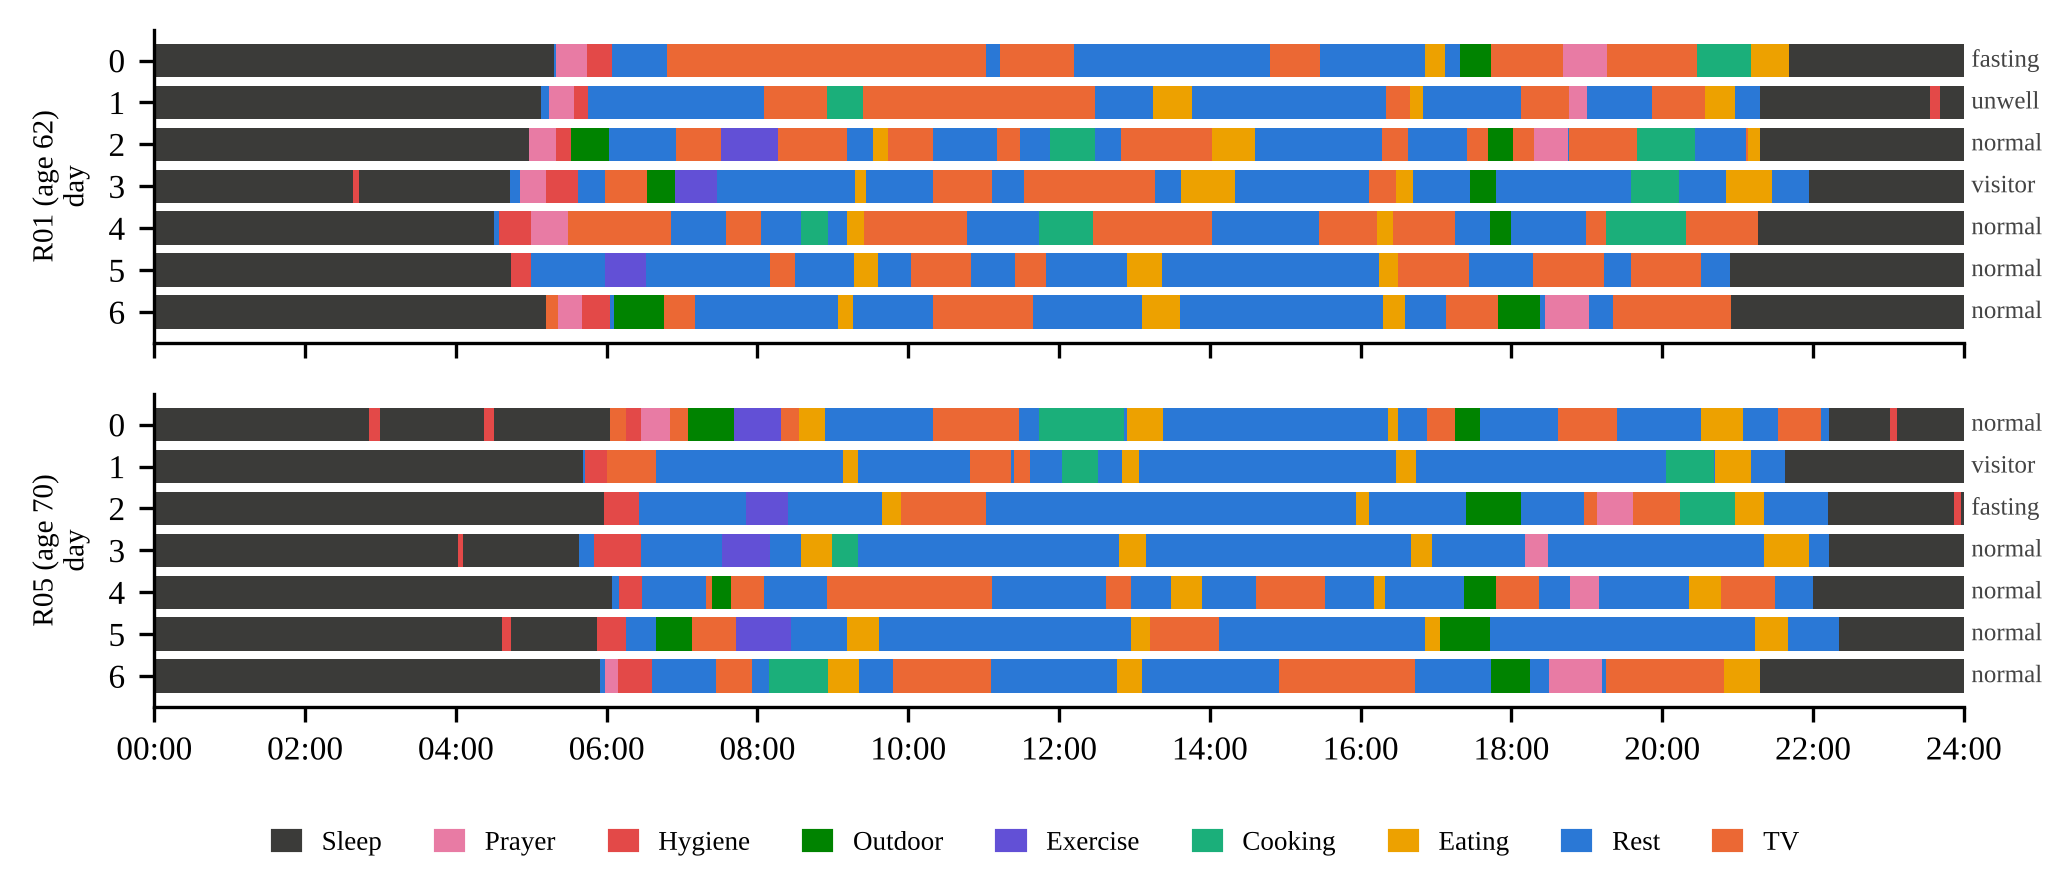 R01 (age 62)
day
0 fasting
1 unwell
2 normal
3 visitor
4 normal
5 normal
6 normal
R05 (age 70)
day
0 normal
1 visitor
2 fasting
3 normal
4 normal
5 normal
6 normal
00:00 02:00 04:00 06:00 08:00 10:00 12:00 14:00 16:00 18:00 20:00 22:00 24:00
Sleep Prayer Hygiene Outdoor Exercise Cooking Eating Rest TV